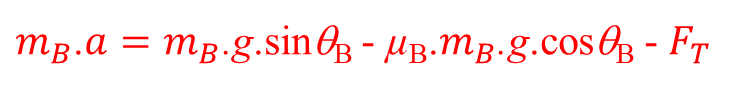 m_B.a = m_B.g.sinθ_B - μ_B.m_B.g.cosθ_B - F_T